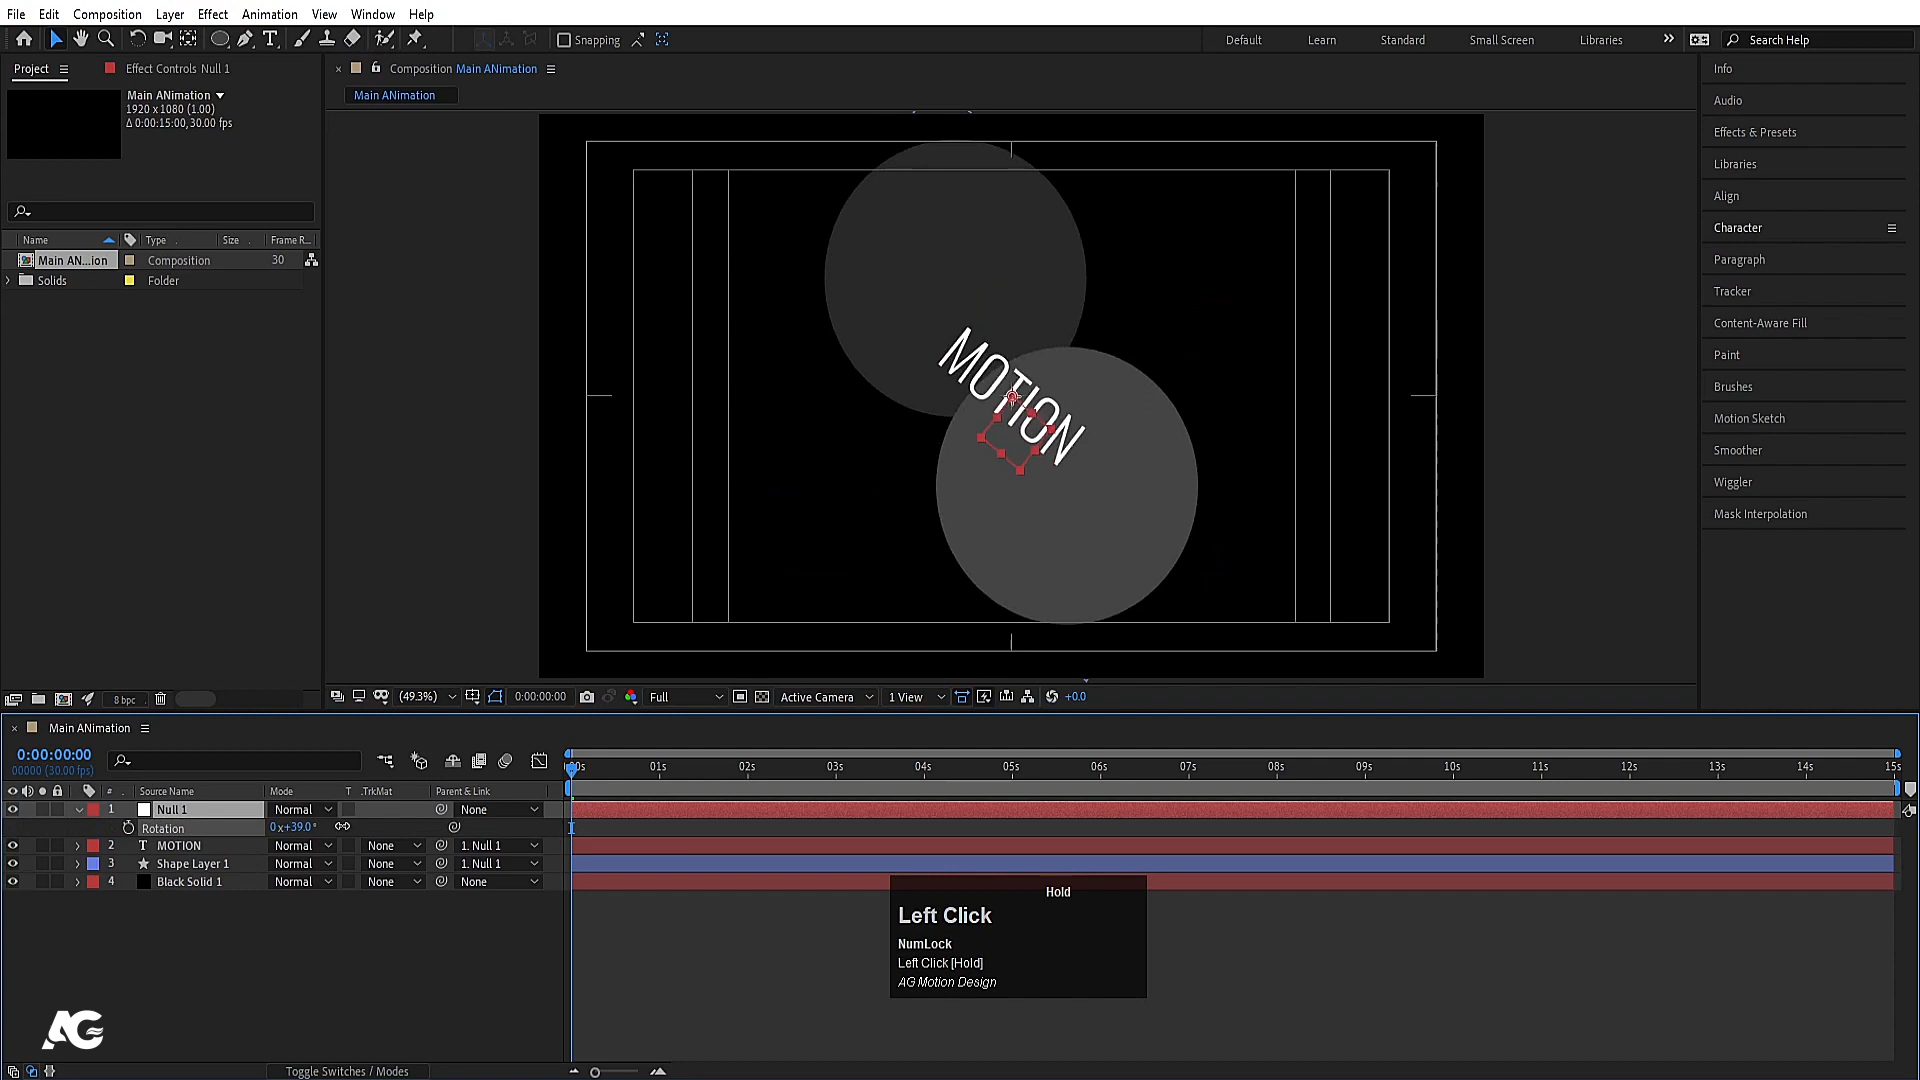 File Edit Composition Layer Effect Animation View Window Help
Snapping Default Learn Standard Small Screen Libraries Search Help
Project Effect Controls Null 1 Composition Main ANimation Info
Main ANimation
1920 x 1080 (1.00)
Δ 0:00:15:00, 30.00 fps
Main ANimation
Audio
Effects & Presets
Libraries
Align
Character
Paragraph
Tracker
Content-Aware Fill
Paint
Brushes
Motion Sketch
Smoother
Wiggler
Mask Interpolation
Name Type Size Frame R...
Main AN...ion Composition 30
Solids Folder
MOTION
8 bpc (49.3%) 0:00:00:00 Full Active Camera 1 View +0.0
Main ANimation
0:00:00:00
00000 (30.00 fps)
00s 01s 02s 03s 04s 05s 06s 07s 08s 09s 10s 11s 12s 13s 14s 15s
# Source Name Mode T .TrkMat Parent & Link
1 Null 1 Normal None
Rotation 0x+39.0°
2 T MOTION Normal None 1. Null 1
3 Shape Layer 1 Normal None 1. Null 1
4 Black Solid 1 Normal None None
Hold
Left Click
NumLock
Left Click [Hold]
AG Motion Design
AG
Toggle Switches / Modes